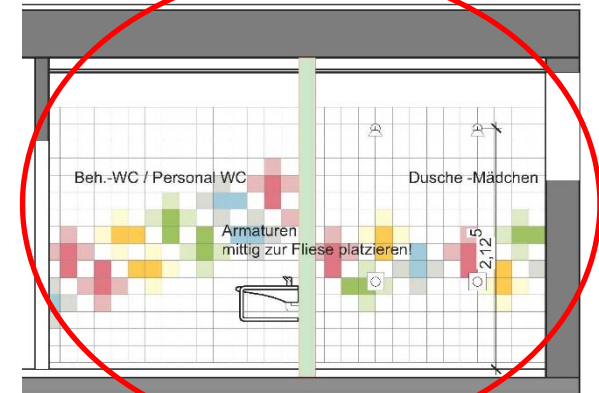 Beh.-WC / Personal WC
Dusche -Mädchen
Armaturen
mittig zur Fliese platzieren!
2,12⁵